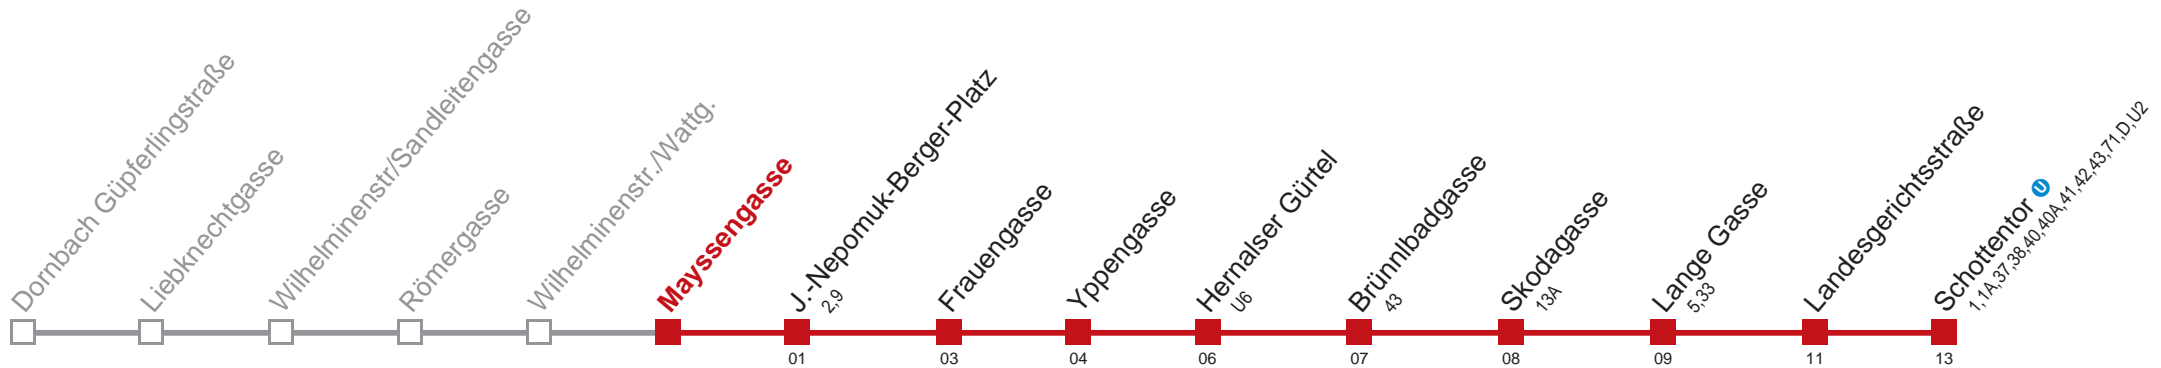 Dornbach Güpferlingstraße
Liebknechtgasse
Wilhelminenstr/Sandleitengasse
Römergasse
Wilhelminenstr./Wattg.
Mayssengasse
J.-Nepomuk-Berger-Platz
2,9
Frauengasse
Yppengasse
Hernalser Gürtel
U6
Brünnlbadgasse
43
Skodagasse
13A
Lange Gasse
5,33
Landesgerichtsstraße
Schottentor U
1,1A,37,38,40,40A,41,42,43,71,D,U2
01 03 04 06 07 08 09 11 13